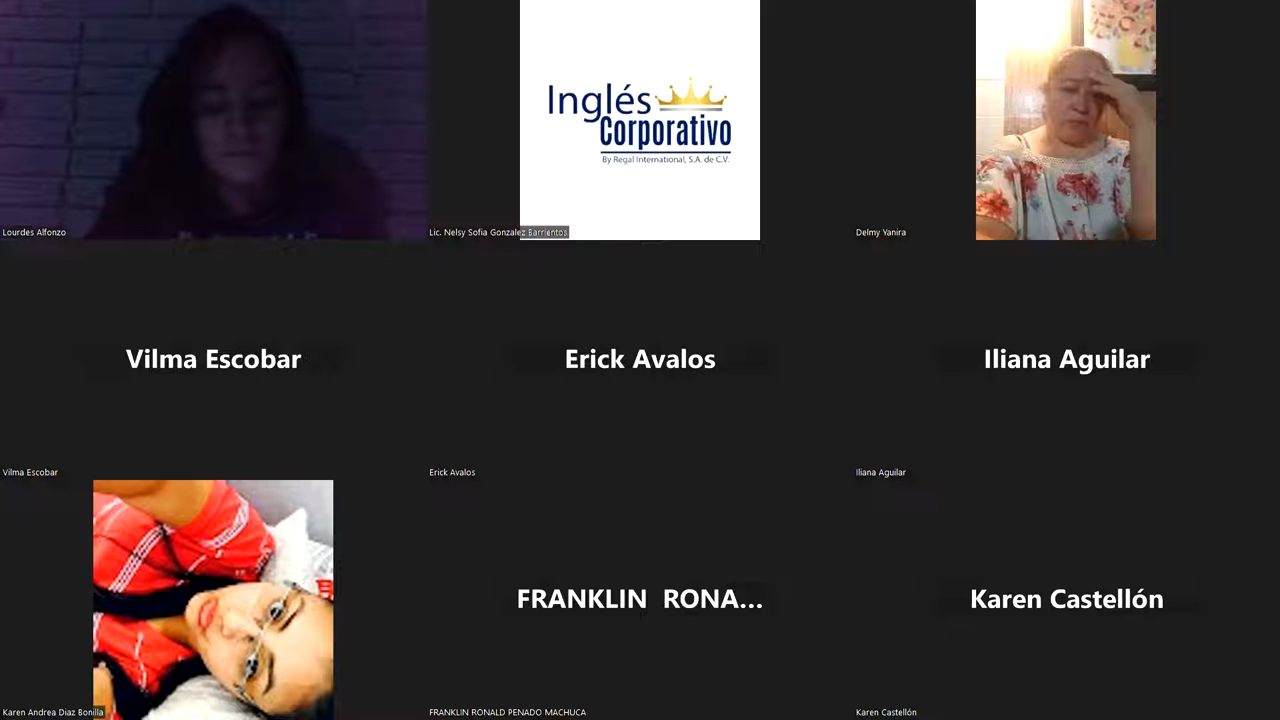 Inglés
Corporativo
By Regal International, S.A. de C.V.
Lourdes Alfonzo
Lic. Nelsy Sofia Gonzalez Barrientos
Delmy Yanira
Vilma Escobar
Erick Avalos
Iliana Aguilar
Vilma Escobar
Erick Avalos
Iliana Aguilar
FRANKLIN RONA...
Karen Castellón
Karen Andrea Diaz Bonilla
FRANKLIN RONALD PENADO MACHUCA
Karen Castellón